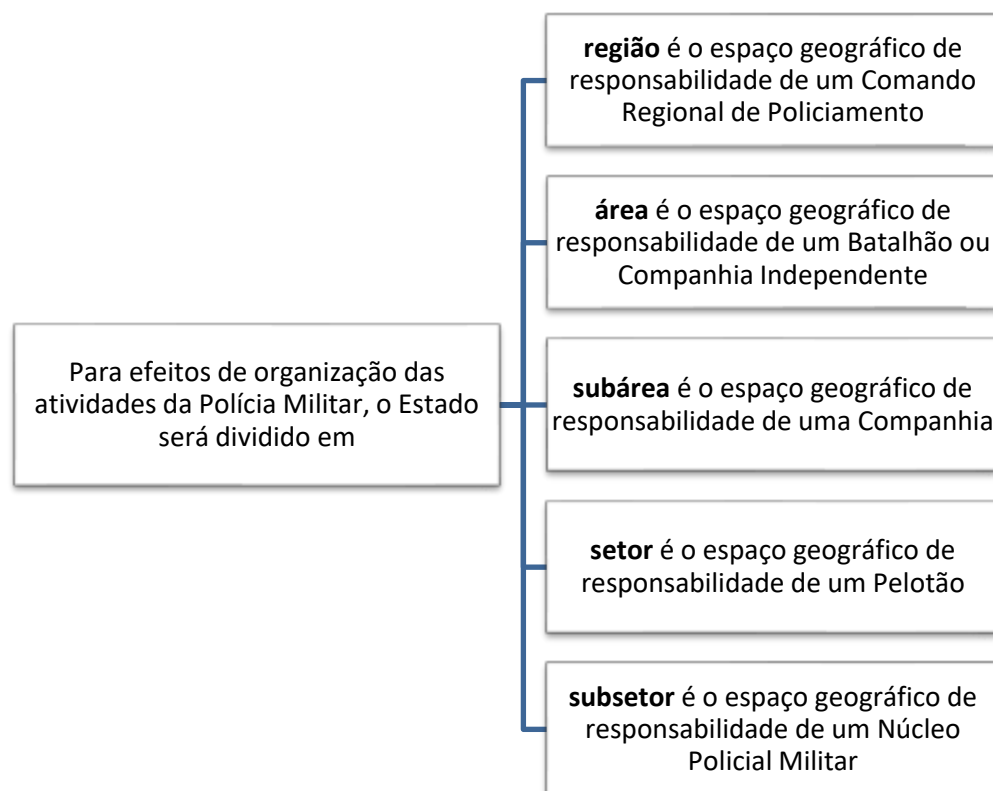 região é o espaço geográfico de
responsabilidade de um Comando
Regional de Policiamento
área é o espaço geográfico de
responsabilidade de um Batalhão ou
Companhia Independente
Para efeitos de organização das
atividades da Polícia Militar, o Estado
será dividido em
subárea é o espaço geográfico de
responsabilidade de uma Companhia
setor é o espaço geográfico de
responsabilidade de um Pelotão
subsetor é o espaço geográfico de
responsabilidade de um Núcleo
Policial Militar